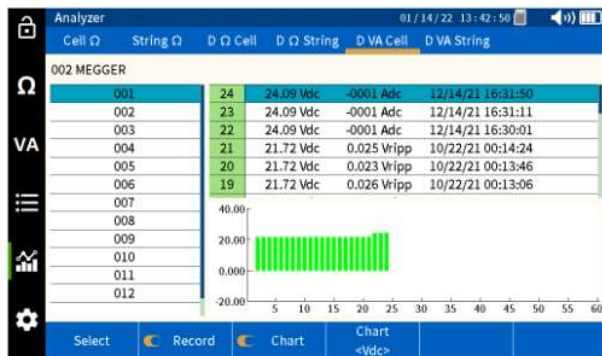 Analyzer 01/14/22 13:42:50
Cell Ω String Ω D Ω Cell D Ω String D VA Cell D VA String
002 MEGGER
Ω
VA
001
002
003
004
005
006
007
008
009
010
011
012
24 24.09 Vdc -0001 Adc 12/14/21 16:31:50
23 24.09 Vdc -0001 Adc 12/14/21 16:31:11
22 24.09 Vdc -0001 Adc 12/14/21 16:30:01
21 21.72 Vdc 0.025 Vripp 10/22/21 00:14:24
20 21.72 Vdc 0.023 Vripp 10/22/21 00:13:46
19 21.72 Vdc 0.026 Vripp 10/22/21 00:13:06
40.00
20.00
0.000
-20.00
5 10 15 20 25 30 35 40 45 50 55 60
Select Record Chart Chart
<Vdc>